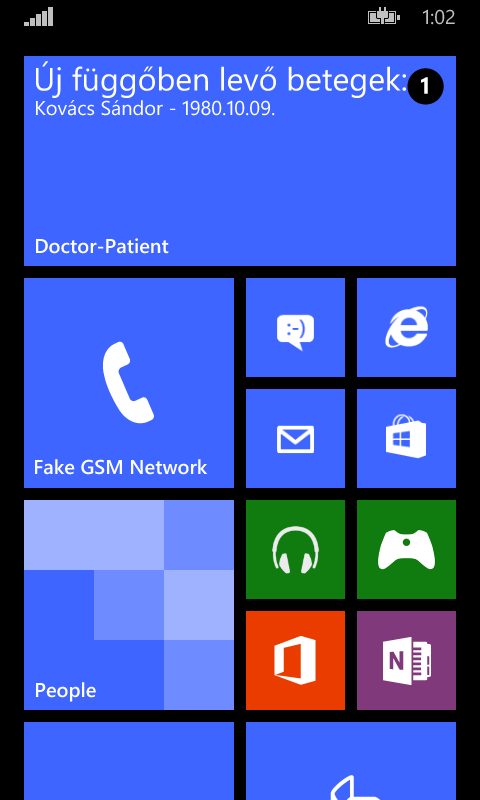 1:02
Új függőben levő betegek:
1
Kovács Sándor - 1980.10.09.
Doctor-Patient
:-)
Fake GSM Network
People
N